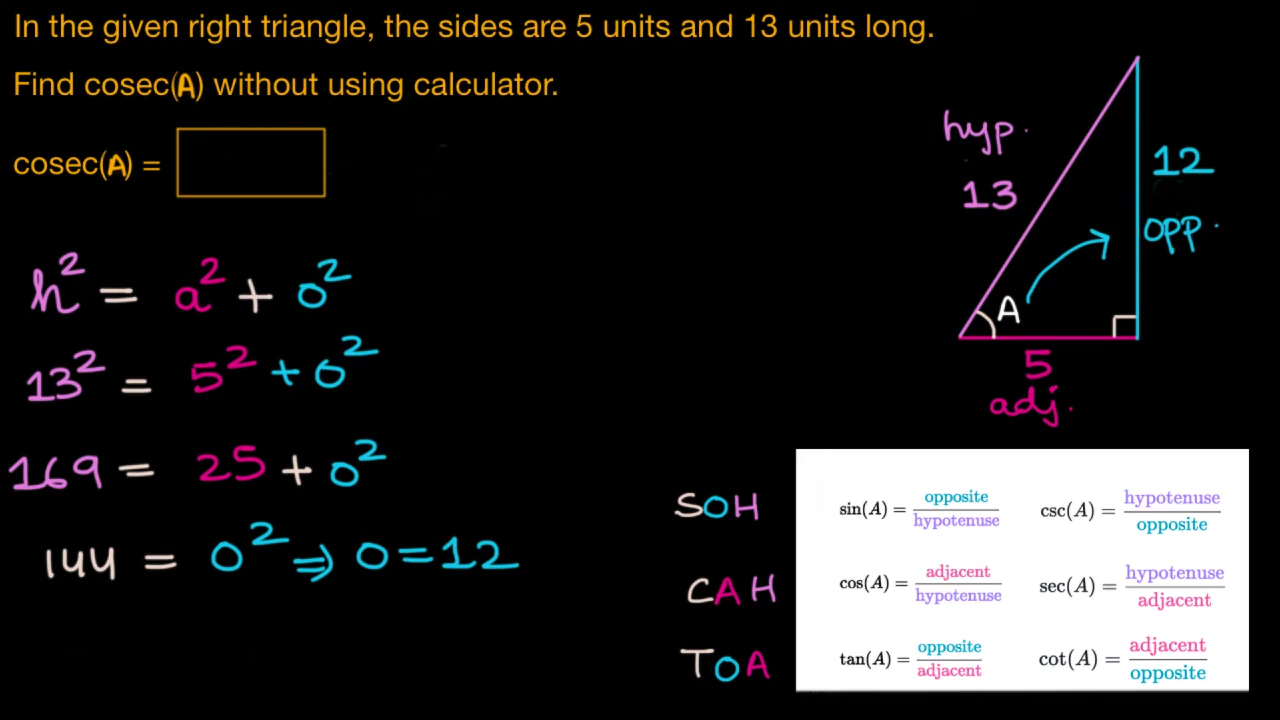 In the given right triangle, the sides are 5 units and 13 units long.
Find cosec(A) without using calculator.
cosec(A) =
h² = a² + o²
13² = 5² + o²
169 = 25 + o²
144 = o² ⇒ o = 12
hyp.
13
12
opp.
A
5
adj.
SOH
CAH
TOA
sin(A) = opposite/hypotenuse csc(A) = hypotenuse/opposite
cos(A) = adjacent/hypotenuse sec(A) = hypotenuse/adjacent
tan(A) = opposite/adjacent cot(A) = adjacent/opposite